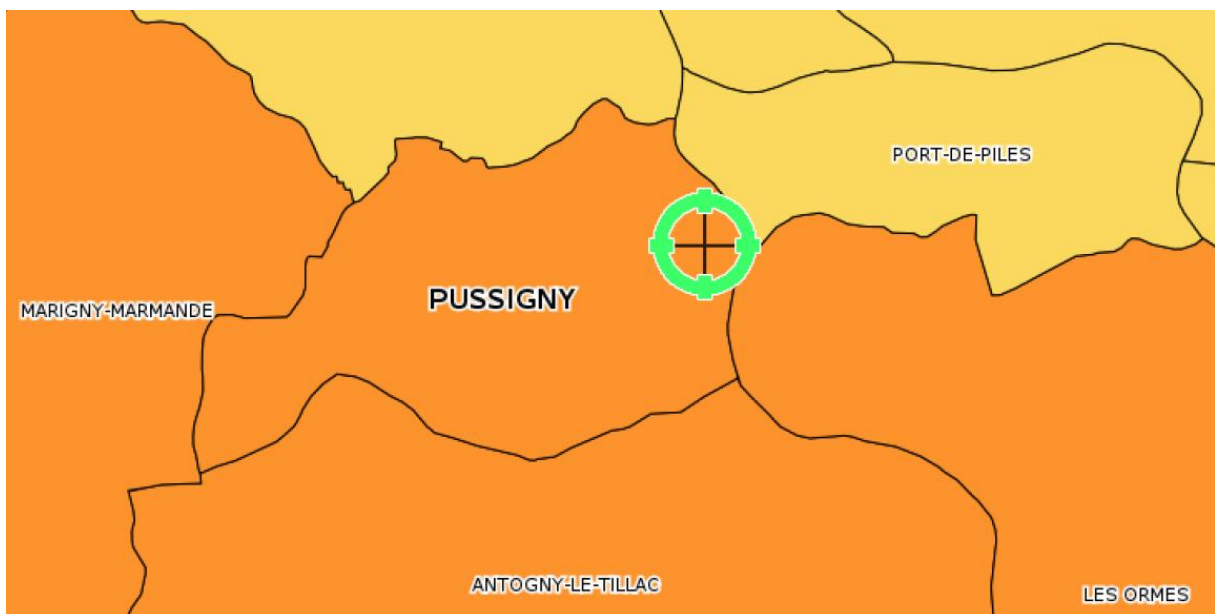 PORT-DE-PILES
PUSSIGNY
MARIGNY-MARMANDE
ANTOGNY-LE-TILLAC
LES ORMES